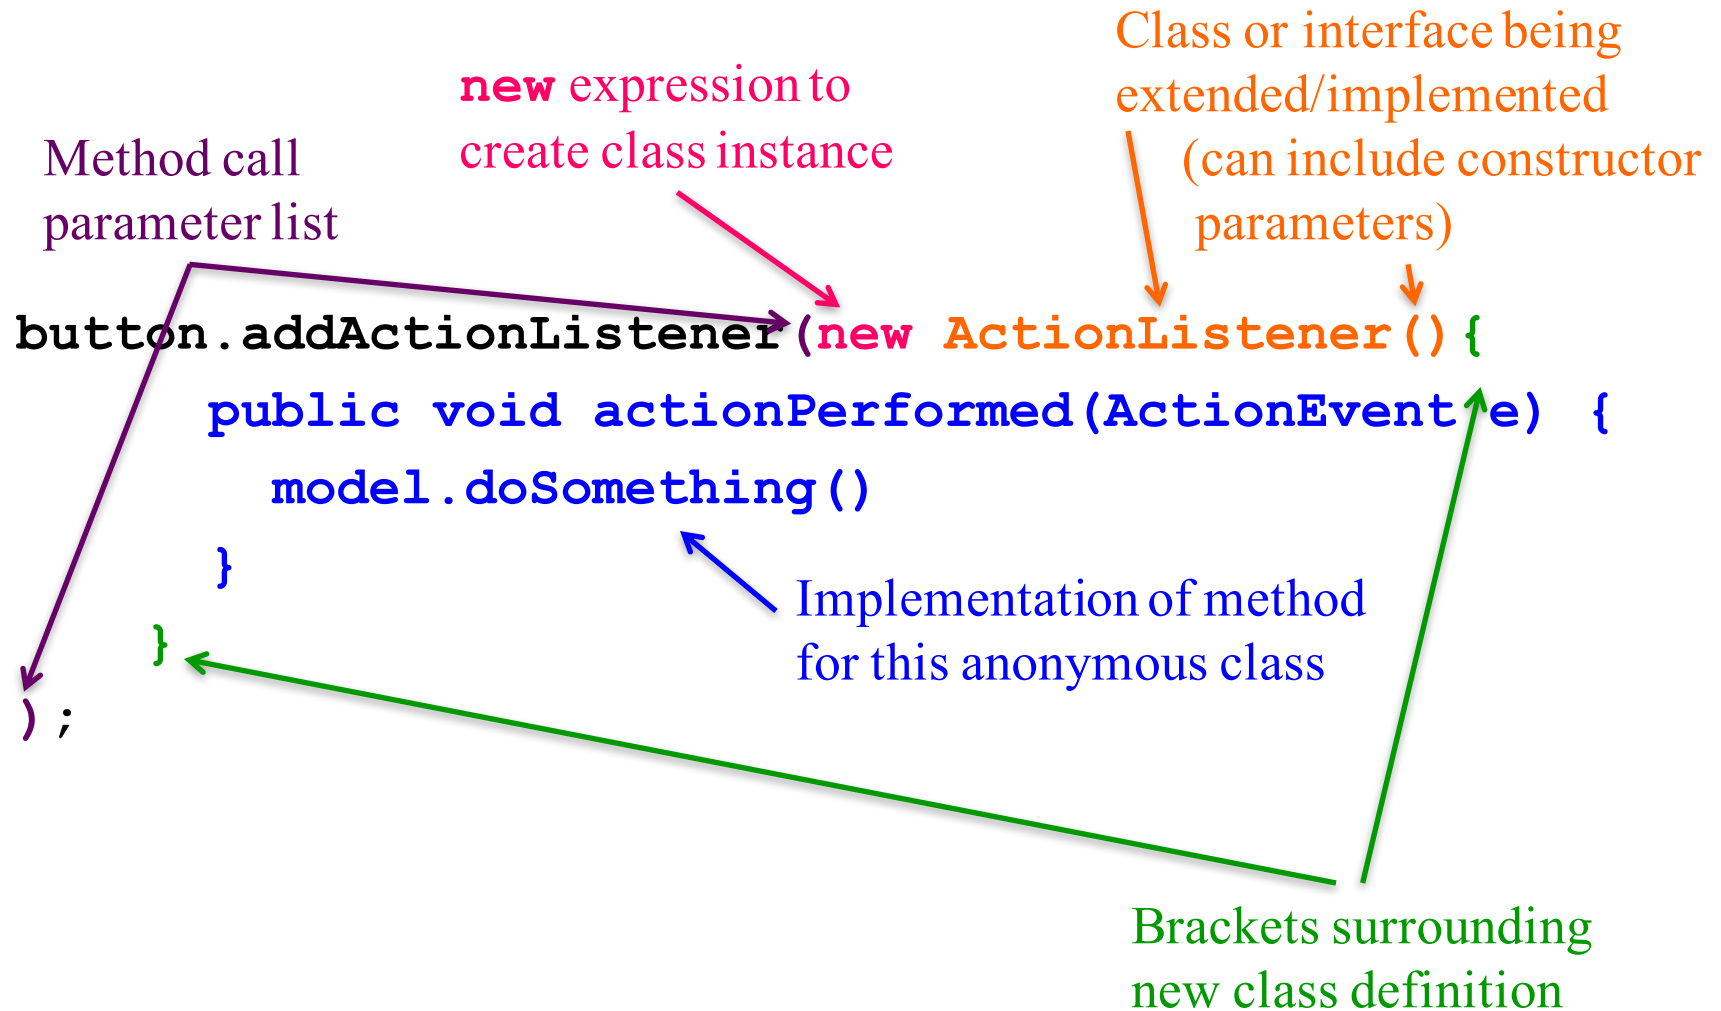 Class or interface being
extended/implemented
(can include constructor
parameters)
new expression to
create class instance
Method call
parameter list
button.addActionListener(new ActionListener(){
public void actionPerformed(ActionEvent e) {
model.doSomething()
}
Implementation of method
for this anonymous class
}
);
Brackets surrounding
new class definition